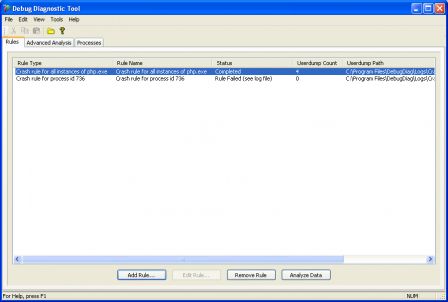 Debug Diagnostic Tool
File Edit View Tools Help
Rules Advanced Analysis Processes
Rule Type Rule Name Status Userdump Count Userdump Path
Crash rule for all instances of php.exe Crash rule for all instances of php.exe Completed 4 C:\Program Files\DebugDiag\Logs\Cra
Crash rule for process id 736 Crash rule for process id 736 Rule Failed (see log file) 0 C:\Program Files\DebugDiag\Logs\Cra
Add Rule... Edit Rule... Remove Rule Analyze Data
For Help, press F1 NUM